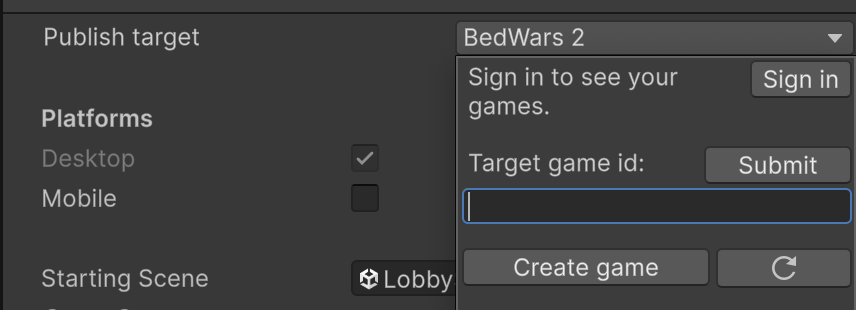 Publish target
BedWars 2
Sign in to see your
games.
Sign in
Platforms
Desktop
Target game id:
Submit
Mobile
Create game
Starting Scene
Lobby